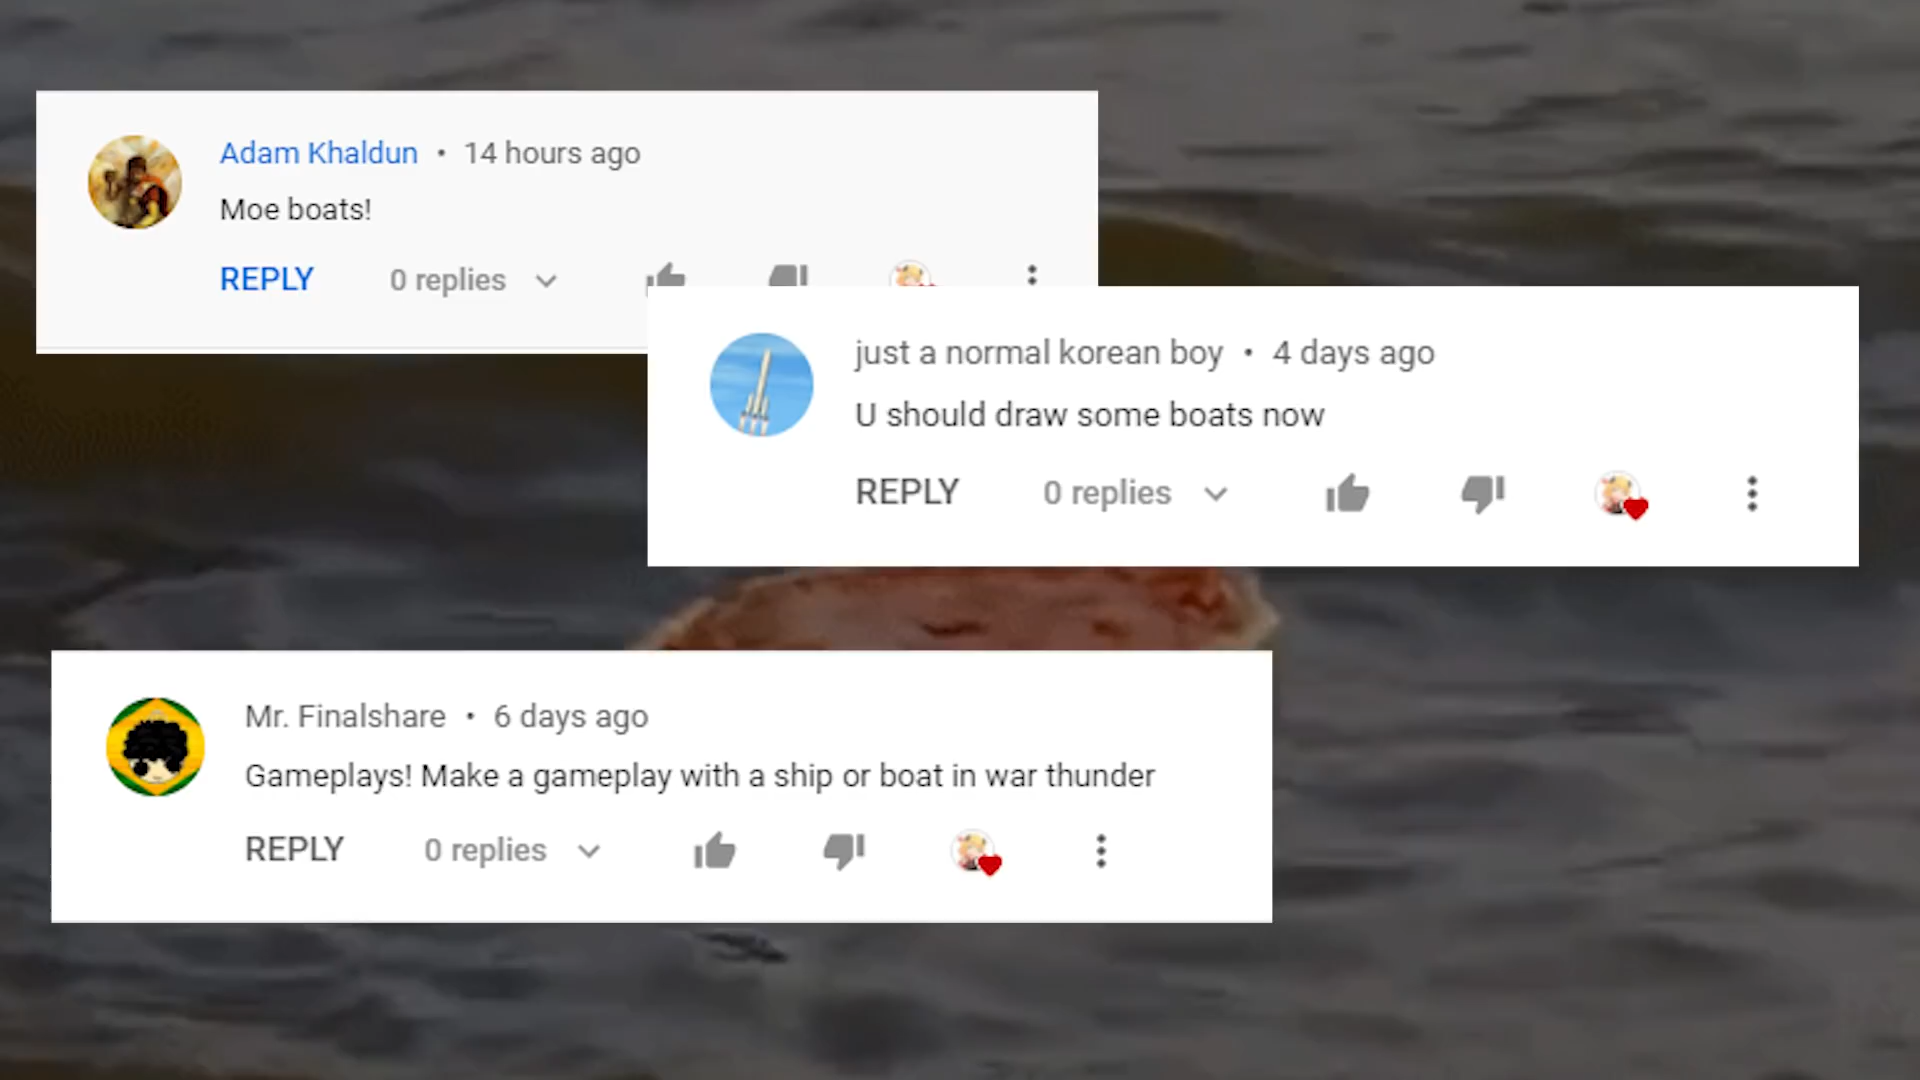 Adam Khaldun • 14 hours ago
Moe boats!
REPLY 0 replies
just a normal korean boy • 4 days ago
U should draw some boats now
REPLY 0 replies
Mr. Finalshare • 6 days ago
Gameplays! Make a gameplay with a ship or boat in war thunder
REPLY 0 replies